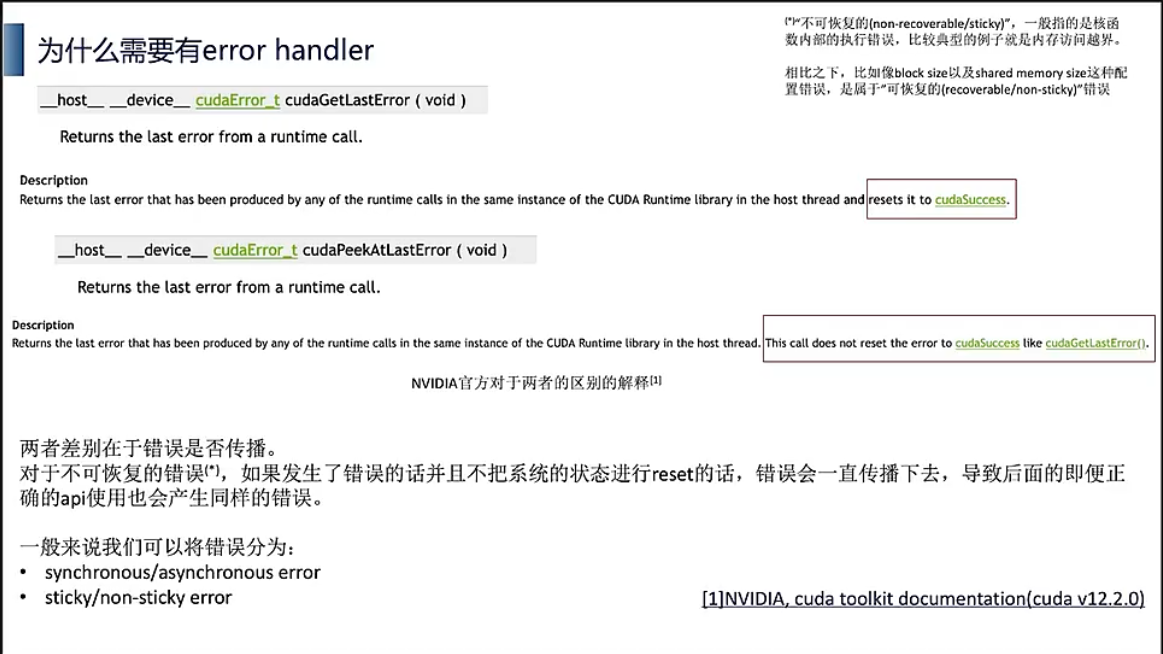 为什么需要有error handler
(*)“不可恢复的(non-recoverable/sticky)”，一般指的是核函
数内部的执行错误，比较典型的例子就是内存访问越界。
相比之下，比如像block size以及shared memory size这种配
置错误，是属于“可恢复的(recoverable/non-sticky)”错误
__host__ __device__ cudaError_t cudaGetLastError ( void )
Returns the last error from a runtime call.
Description
Returns the last error that has been produced by any of the runtime calls in the same instance of the CUDA Runtime library in the host thread and resets it to cudaSuccess.
__host__ __device__ cudaError_t cudaPeekAtLastError ( void )
Returns the last error from a runtime call.
Description
Returns the last error that has been produced by any of the runtime calls in the same instance of the CUDA Runtime library in the host thread. This call does not reset the error to cudaSuccess like cudaGetLastError().
NVIDIA官方对于两者的区别的解释[1]
两者差别在于错误是否传播。
对于不可恢复的错误(*)，如果发生了错误的话并且不把系统的状态进行reset的话，错误会一直传播下去，导致后面的即便正
确的api使用也会产生同样的错误。
一般来说我们可以将错误分为：
• synchronous/asynchronous error
• sticky/non-sticky error
[1]NVIDIA, cuda toolkit documentation(cuda v12.2.0)